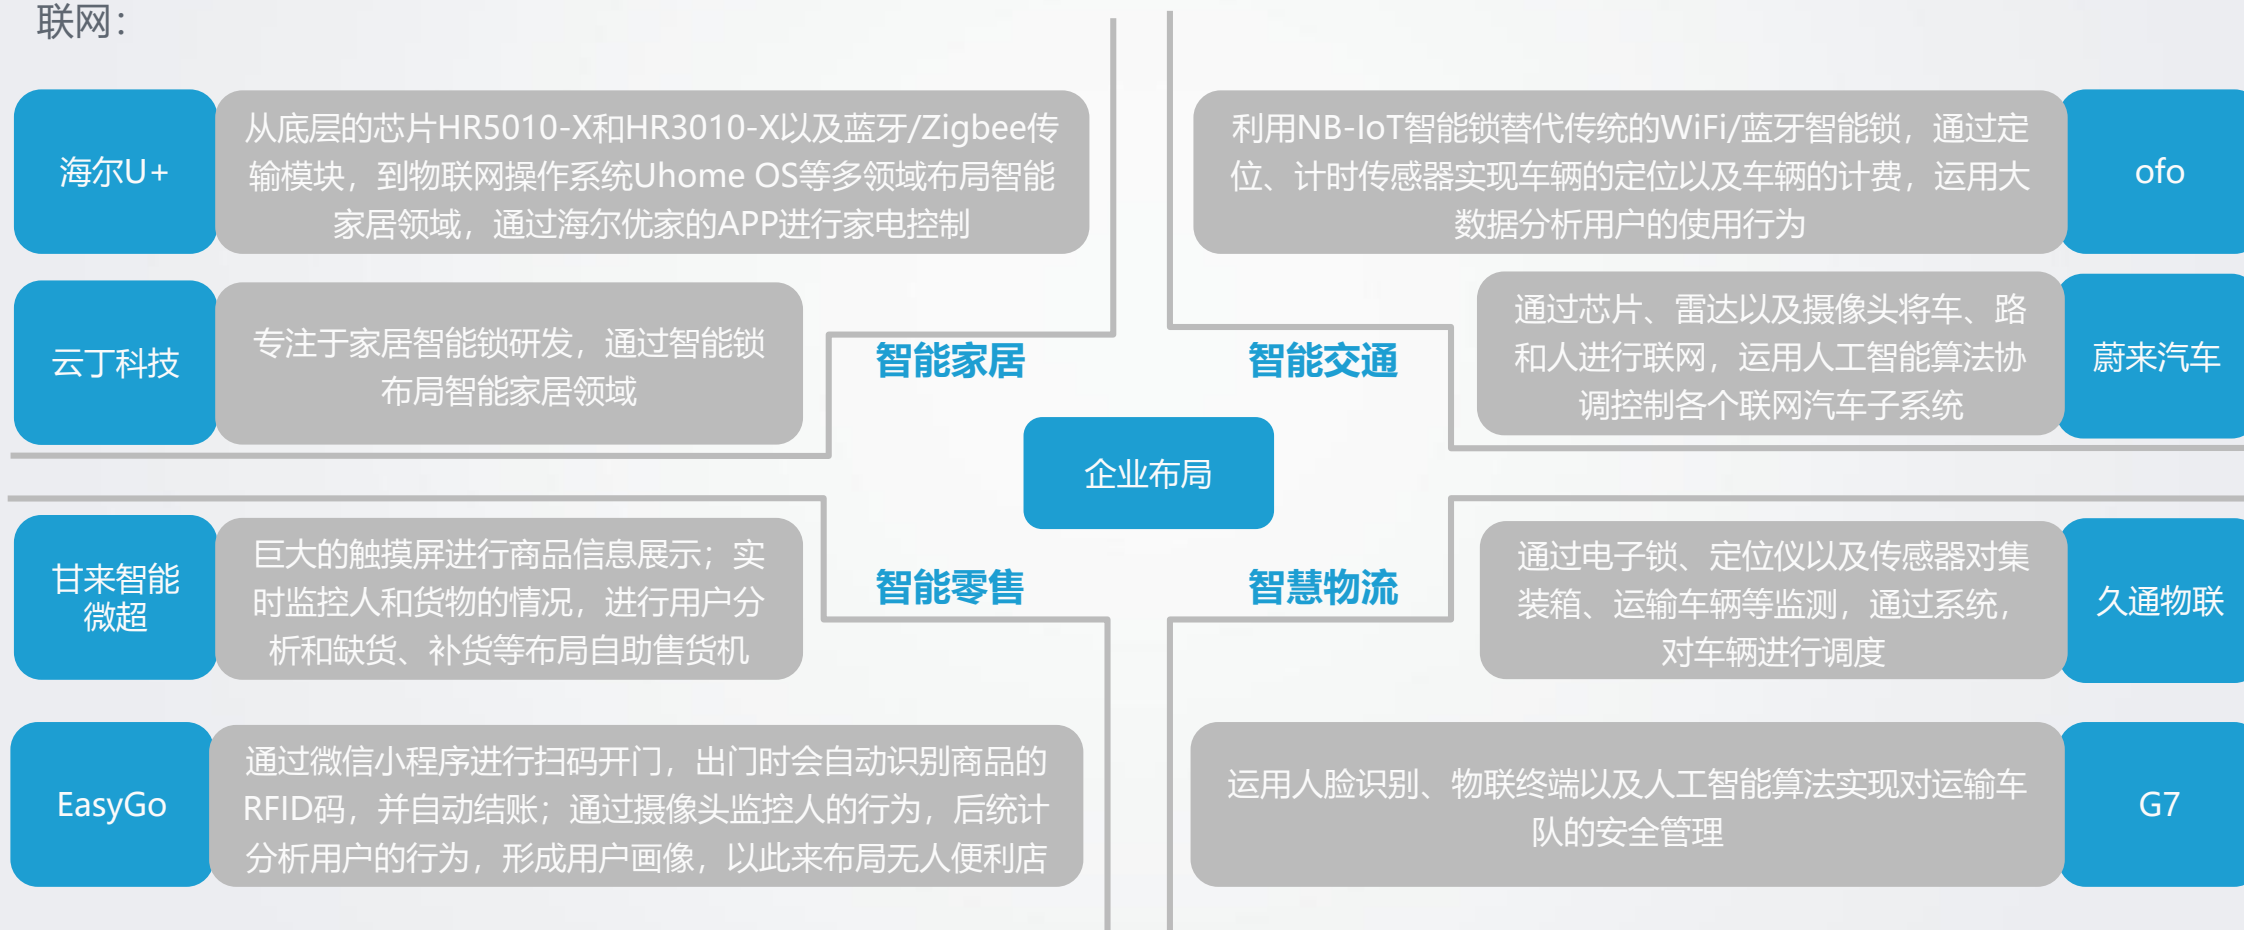 联网：
海尔U+
从底层的芯片HR5010-X和HR3010-X以及蓝牙/Zigbee传
输模块，到物联网操作系统Uhome OS等多领域布局智能
家居领域，通过海尔优家的APP进行家电控制
利用NB-IoT智能锁替代传统的WiFi/蓝牙智能锁，通过定
位、计时传感器实现车辆的定位以及车辆的计费，运用大
数据分析用户的使用行为
ofo
云丁科技
专注于家居智能锁研发，通过智能锁
布局智能家居领域
智能家居
智能交通
通过芯片、雷达以及摄像头将车、路
和人进行联网，运用人工智能算法协
调控制各个联网汽车子系统
蔚来汽车
企业布局
甘来智能
微超
巨大的触摸屏进行商品信息展示；实
时监控人和货物的情况，进行用户分
析和缺货、补货等布局自助售货机
智能零售
智慧物流
通过电子锁、定位仪以及传感器对集
装箱、运输车辆等监测，通过系统，
对车辆进行调度
久通物联
EasyGo
通过微信小程序进行扫码开门，出门时会自动识别商品的
RFID码，并自动结账；通过摄像头监控人的行为，后统计
分析用户的行为，形成用户画像，以此来布局无人便利店
运用人脸识别、物联终端以及人工智能算法实现对运输车
队的安全管理
G7